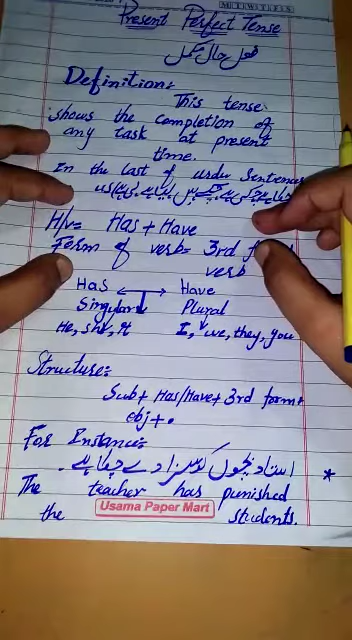 M T W T F S
Present Perfect Tense
فعل حال مکمل
Definition:
This tense
shows the completion of
any task at present
time.
In the last of urdu Sentences
H/v= Has + Have
Form of verb= 3rd form
verb
Has ↔ Have
Singular Plural
He, she, it I, we, they, you
Structure:
Sub + Has/Have + 3rd form +
obj + .
For Instance:
استاد بچوں کو سزا دے چکا ہے۔ *
The teacher has punished
the students.
Usama Paper Mart